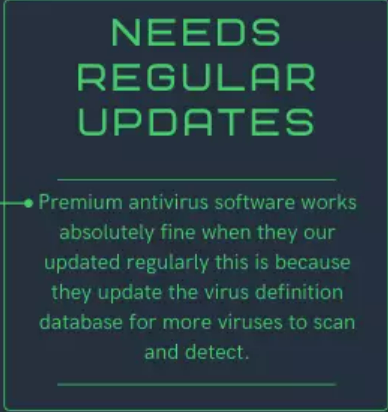 NEEDS
REGULAR
UPDATES
Premium antivirus software works
absolutely fine when they our
updated regularly this is because
they update the virus definition
database for more viruses to scan
and detect.